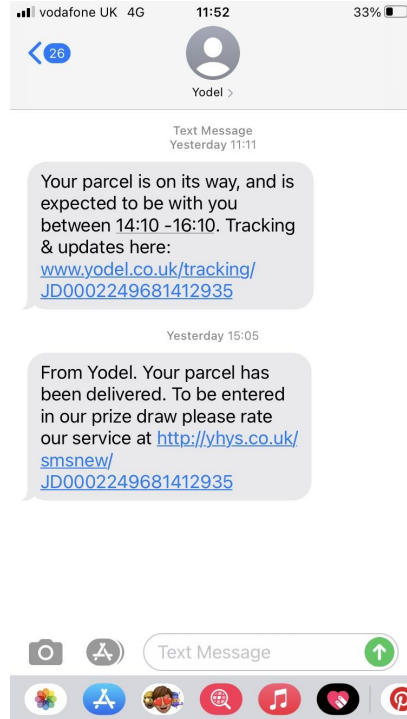 vodafone UK 4G 11:52 33%
26
Yodel >
Text Message
Yesterday 11:11
Your parcel is on its way, and is
expected to be with you
between 14:10 -16:10. Tracking
& updates here:
www.yodel.co.uk/tracking/
JD0002249681412935
Yesterday 15:05
From Yodel. Your parcel has
been delivered. To be entered
in our prize draw please rate
our service at http://yhys.co.uk/
smsnew/
JD0002249681412935
Text Message